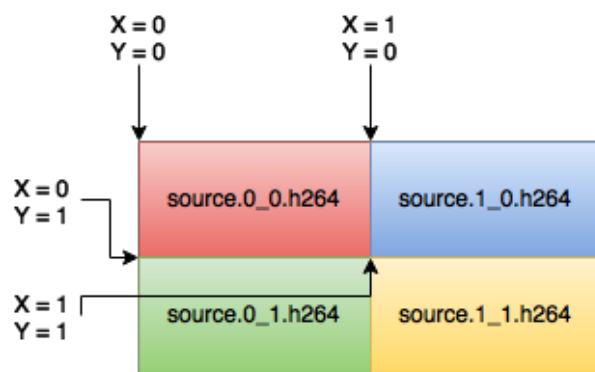 X = 0
Y = 0
X = 1
Y = 0
X = 0
Y = 1
source.0_0.h264
source.1_0.h264
X = 1
Y = 1
source.0_1.h264
source.1_1.h264